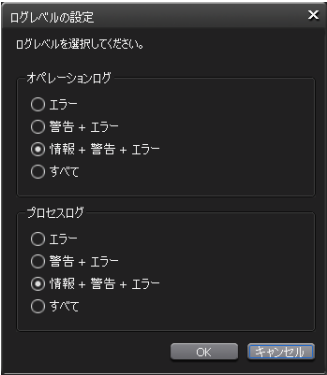 ログレベルの設定
ログレベルを選択してください。
オペレーションログ
エラー
警告 + エラー
情報 + 警告 + エラー
すべて
プロセスログ
エラー
警告 + エラー
情報 + 警告 + エラー
すべて
OK キャンセル